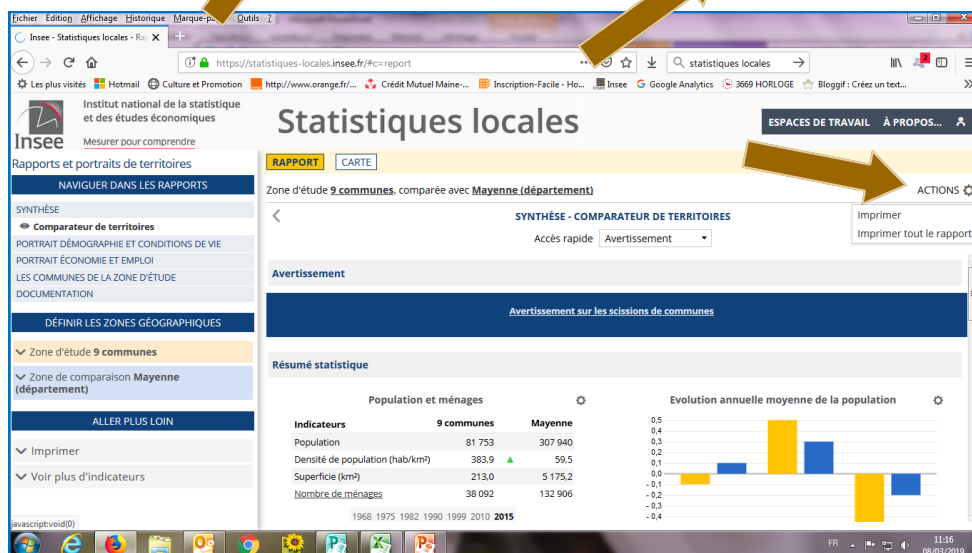 Fichier Édition Affichage Historique Marque-p Outils ?
Insee - Statistiques locales - Ra
https://statistiques-locales.insee.fr/#c=report
statistiques locales
Les plus visités Hotmail Culture et Promotion http://www.orange.fr/... Crédit Mutuel Maine-... Inscription-Facile - Ho... Insee Google Analytics 3669 HORLOGE Bloggif : Créez un text...
Institut national de la statistique
et des études économiques
Insee
Mesurer pour comprendre
Statistiques locales
ESPACES DE TRAVAIL À PROPOS...
Rapports et portraits de territoires
NAVIGUER DANS LES RAPPORTS
SYNTHÈSE
Comparateur de territoires
PORTRAIT DÉMOGRAPHIE ET CONDITIONS DE VIE
PORTRAIT ÉCONOMIE ET EMPLOI
LES COMMUNES DE LA ZONE D'ÉTUDE
DOCUMENTATION
DÉFINIR LES ZONES GÉOGRAPHIQUES
Zone d'étude 9 communes
Zone de comparaison Mayenne
(département)
ALLER PLUS LOIN
Imprimer
Voir plus d'indicateurs
RAPPORT CARTE
Zone d'étude 9 communes, comparée avec Mayenne (département)
ACTIONS
Imprimer
Imprimer tout le rapport
SYNTHÈSE - COMPARATEUR DE TERRITOIRES
Accès rapide Avertissement
Avertissement
Avertissement sur les scissions de communes
Résumé statistique
Population et ménages
Indicateurs 9 communes Mayenne
Population 81 753 307 940
Densité de population (hab/km²) 383,9 59,5
Superficie (km²) 213,0 5 175,2
Nombre de ménages 38 092 132 906
1968 1975 1982 1990 1999 2010 2015
Evolution annuelle moyenne de la population
0,5
0,4
0,3
0,2
0,1
0,0
- 0,1
- 0,2
- 0,3
- 0,4
javascript:void(0)
FR
11:16
08/03/2019